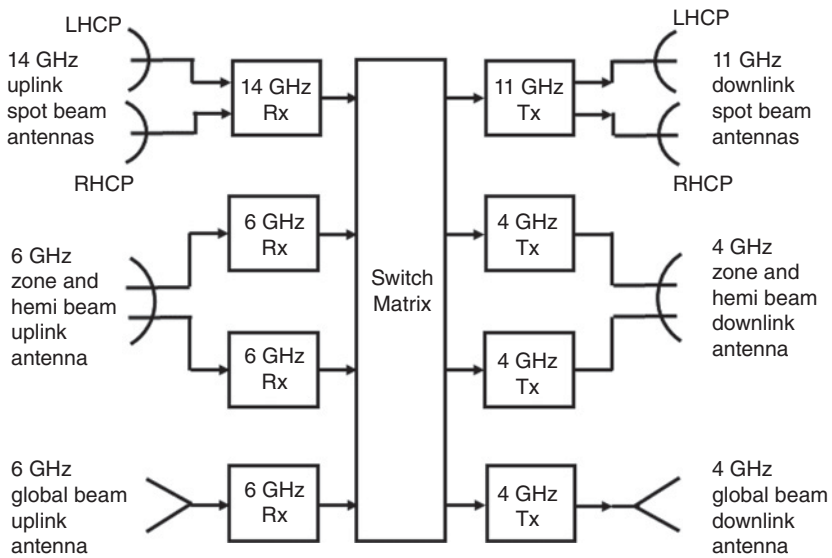 LHCP
14 GHz
uplink
spot beam
antennas
RHCP
14 GHz
Rx
11 GHz
Tx
LHCP
11 GHz
downlink
spot beam
antennas
RHCP
6 GHz
zone and
hemi beam
uplink
antenna
6 GHz
Rx
6 GHz
Rx
Switch
Matrix
4 GHz
Tx
4 GHz
Tx
4 GHz
zone and
hemi beam
downlink
antenna
6 GHz
global beam
uplink
antenna
6 GHz
Rx
4 GHz
Tx
4 GHz
global beam
downlink
antenna